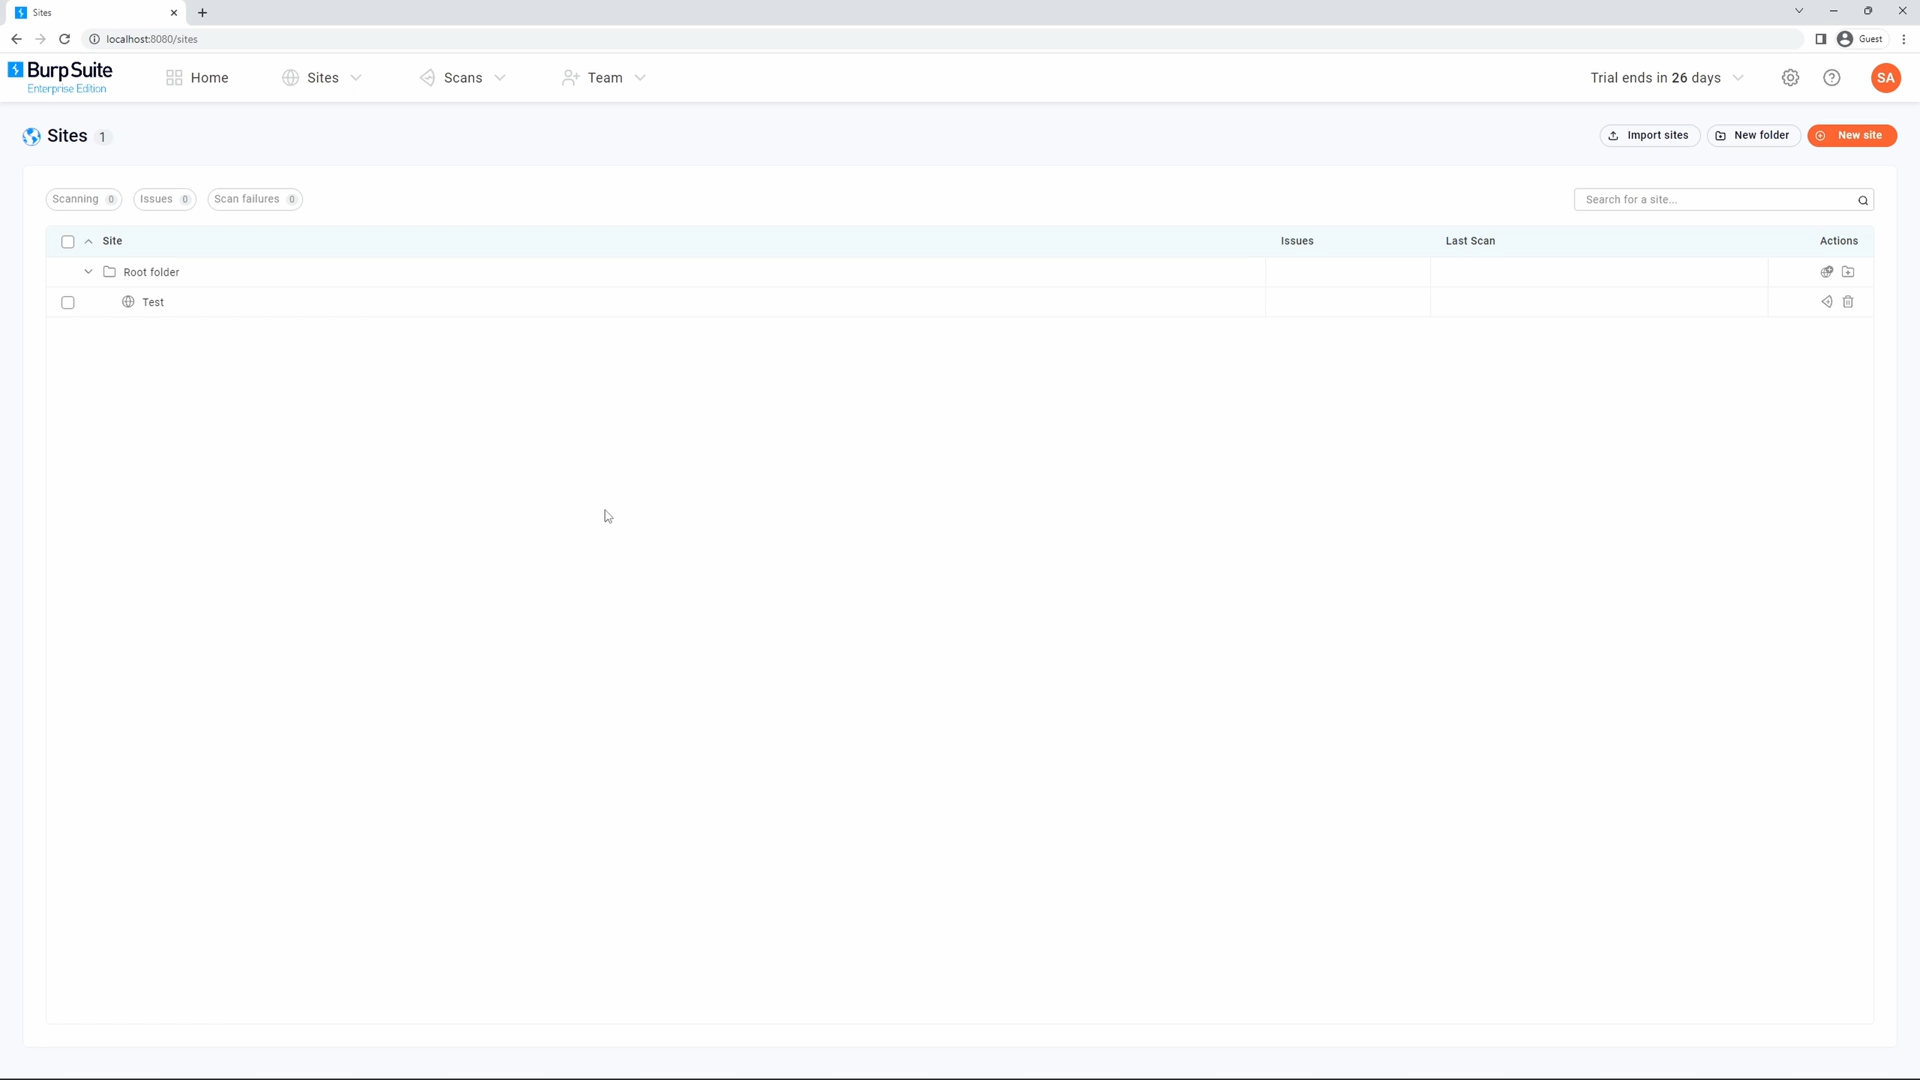 Sites
localhost:8080/sites
Guest
BurpSuite
Enterprise Edition
Home
Sites
Scans
Team
Trial ends in 26 days
SA
Sites 1
Import sites
New folder
New site
Scanning 0
Issues 0
Scan failures 0
Search for a site...
Site
Issues
Last Scan
Actions
Root folder
Test